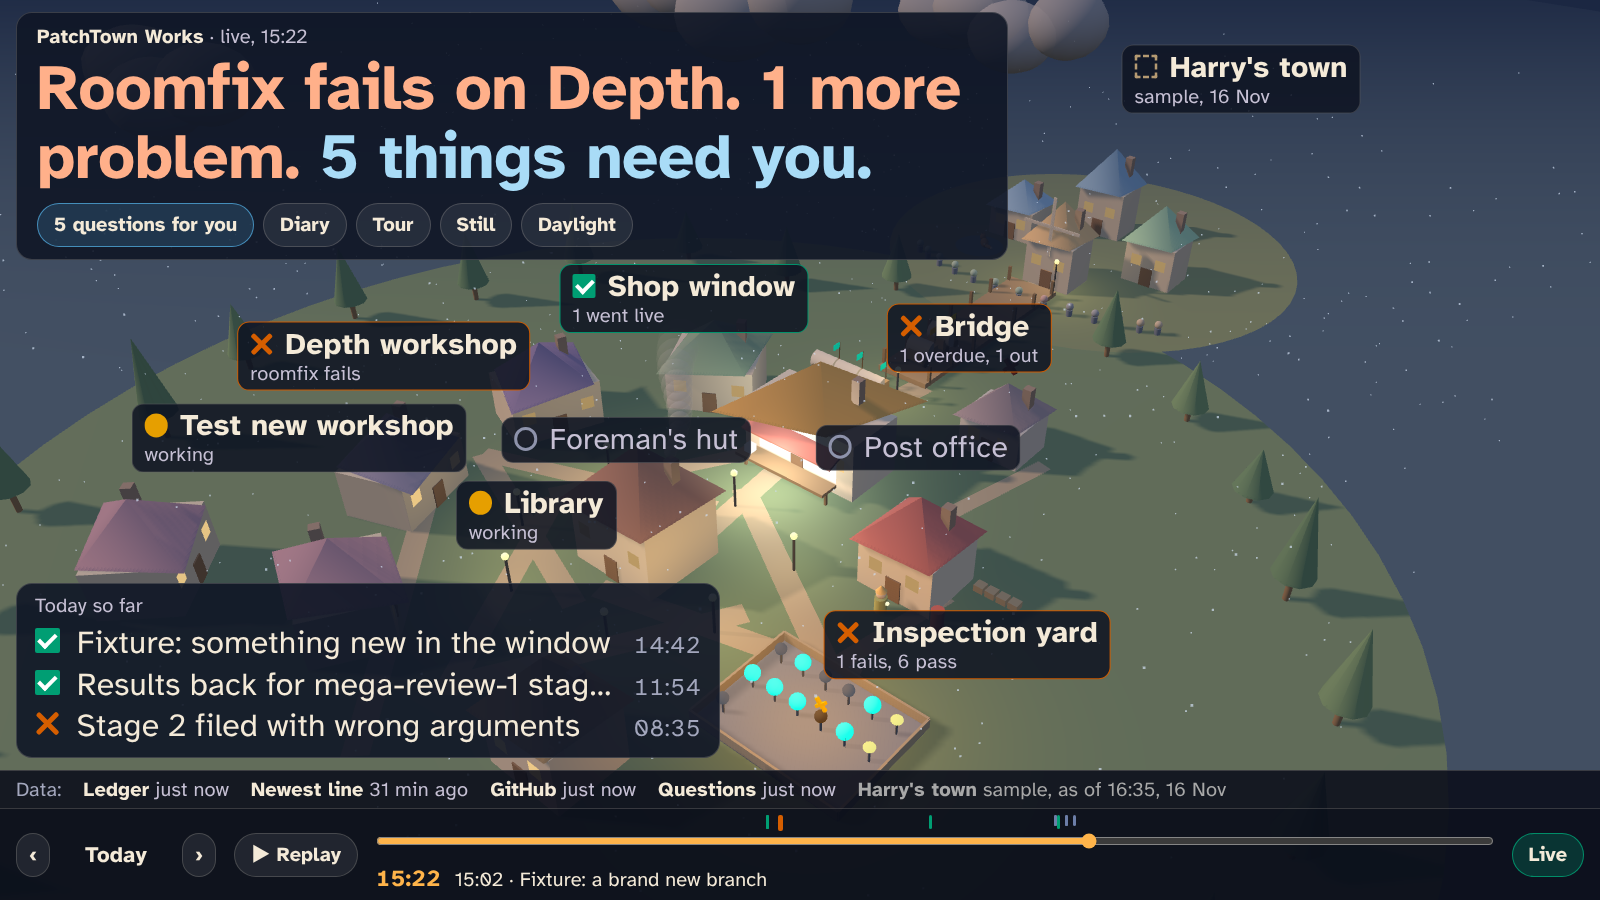 PatchTown Works · live, 15:22
Roomfix fails on Depth. 1 more
problem. 5 things need you.
5 questions for you
Diary
Tour
Still
Daylight
Harry's town
sample, 16 Nov
Shop window
1 went live
Bridge
1 overdue, 1 out
Depth workshop
roomfix fails
Test new workshop
working
Foreman's hut
Post office
Library
working
Inspection yard
1 fails, 6 pass
Today so far
Fixture: something new in the window 14:42
Results back for mega-review-1 stag... 11:54
Stage 2 filed with wrong arguments 08:35
Data: Ledger just now Newest line 31 min ago GitHub just now Questions just now Harry's town sample, as of 16:35, 16 Nov
‹ Today › ▶ Replay
Live
15:22 15:02 · Fixture: a brand new branch